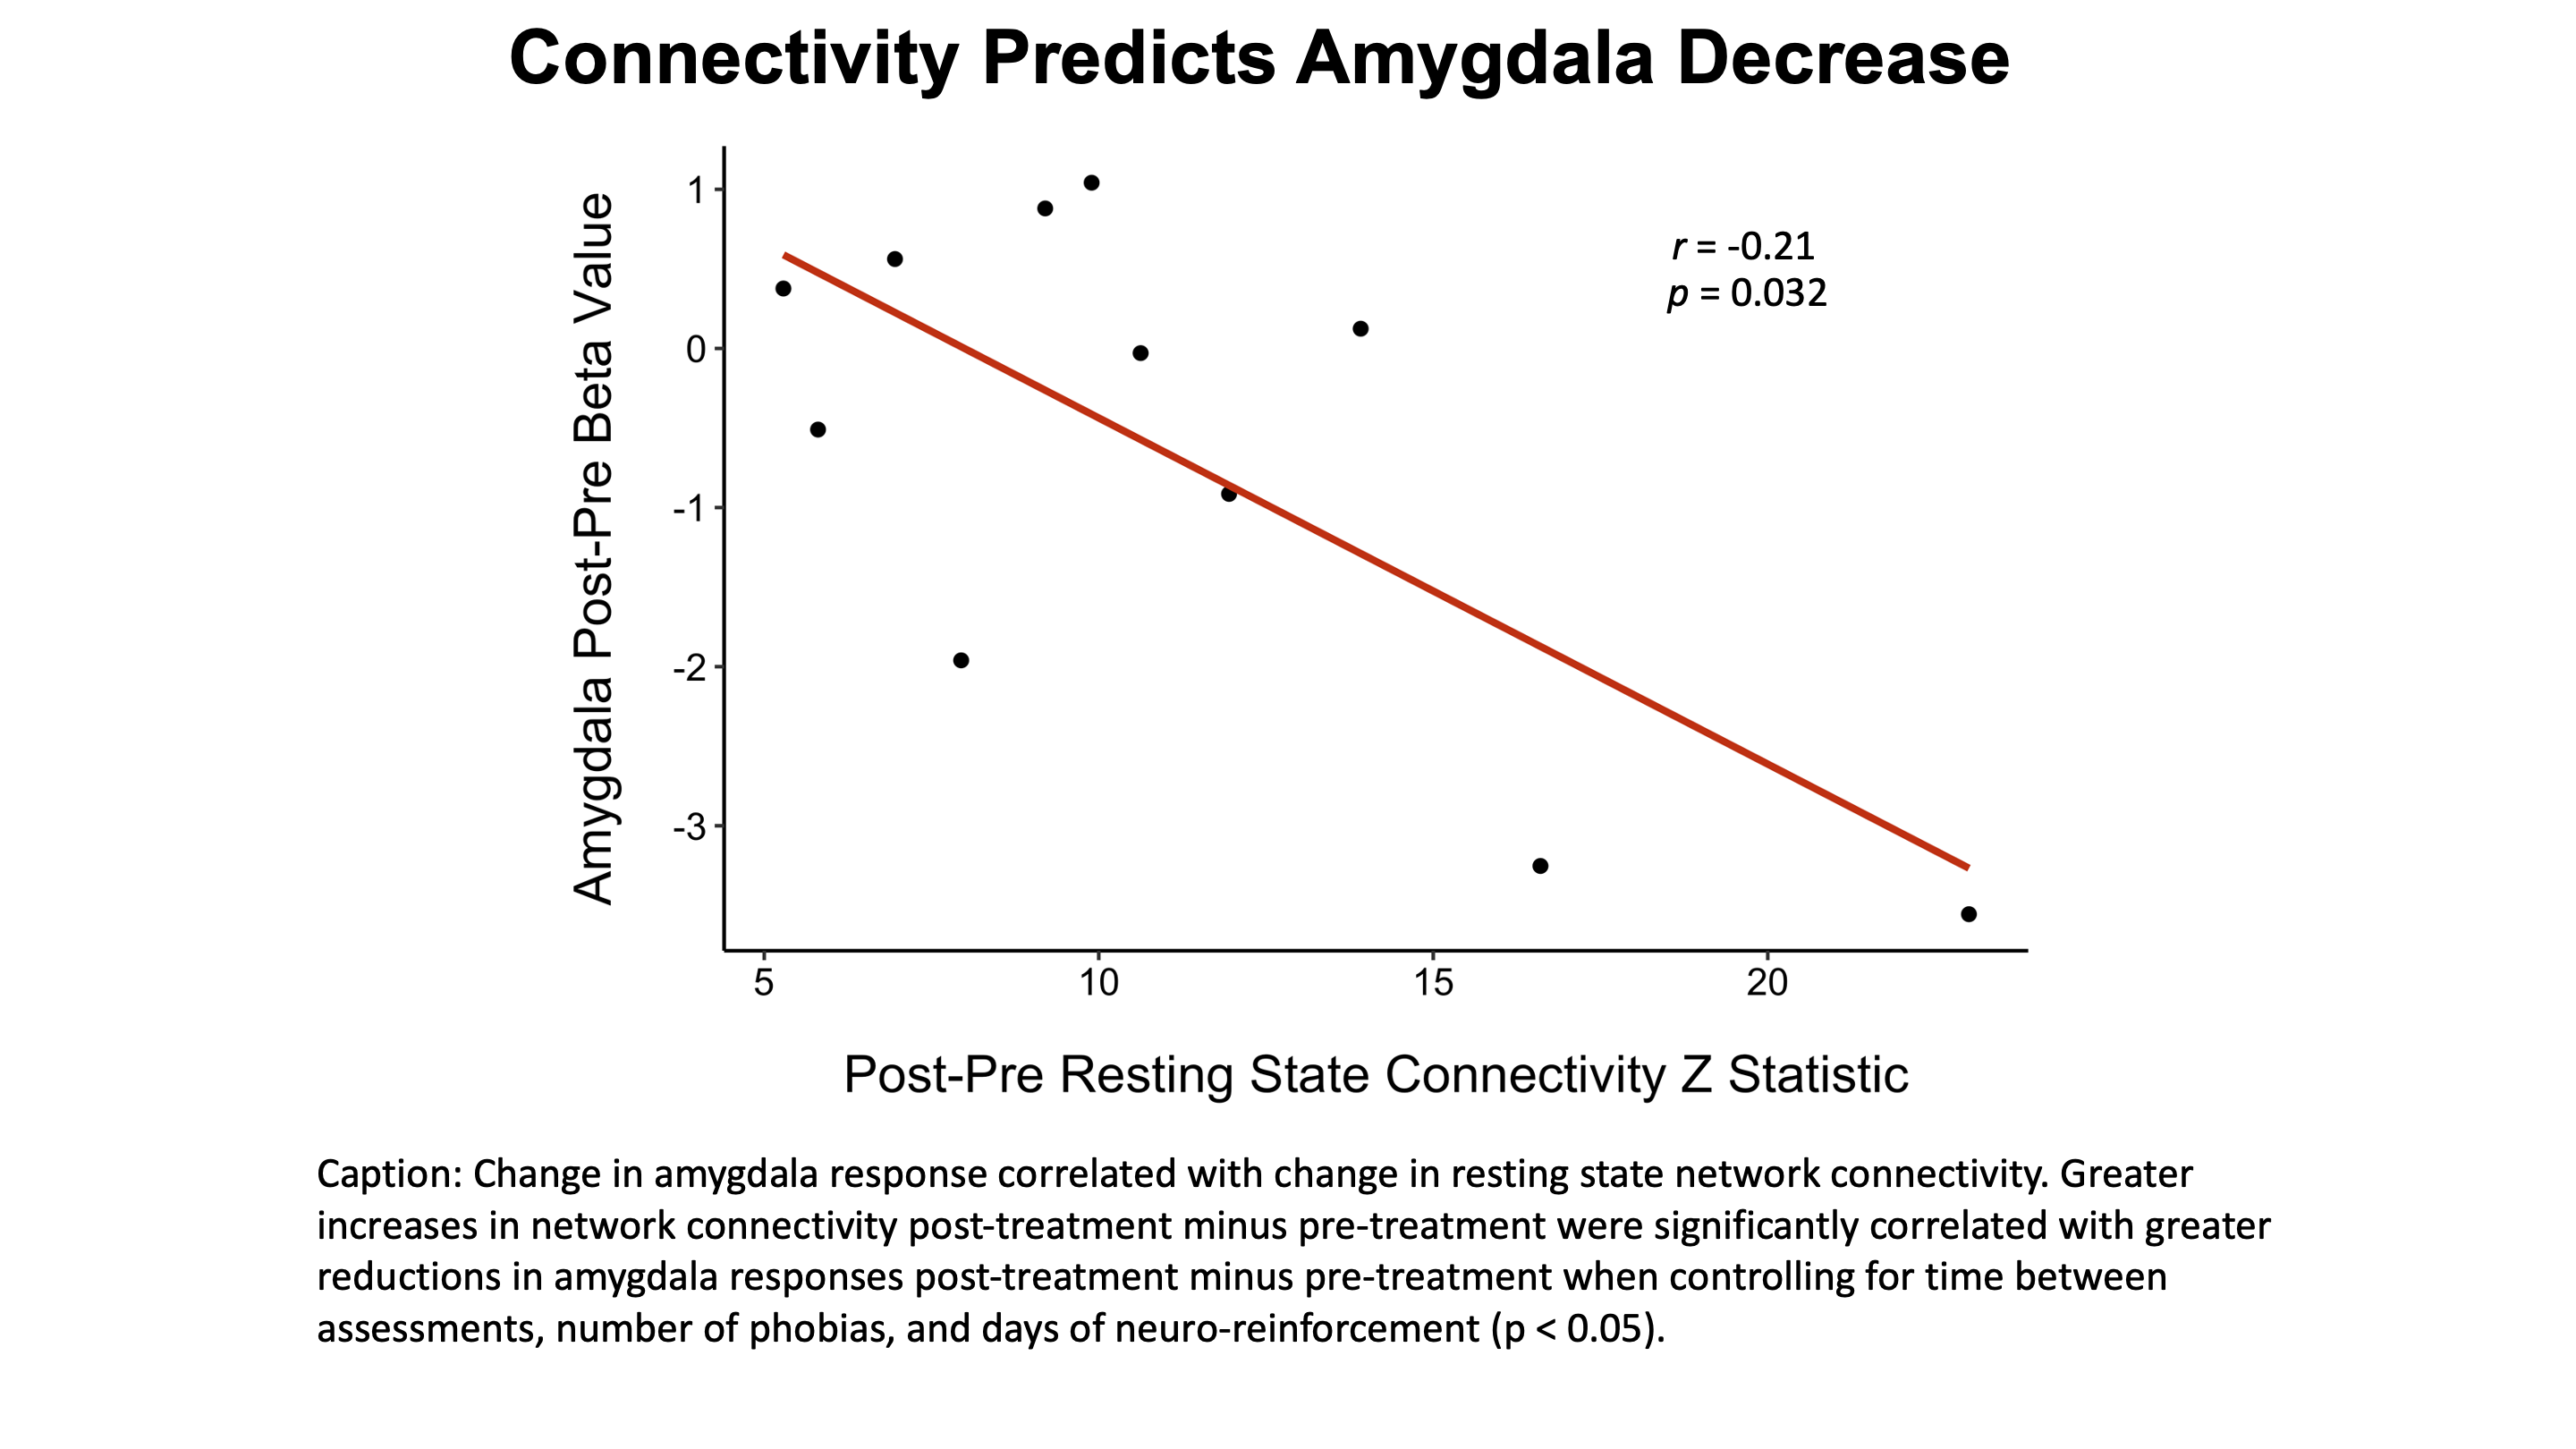 Connectivity Predicts Amygdala Decrease
Amygdala Post-Pre Beta Value
1
0
-1
-2
-3
r = -0.21
p = 0.032
5 10 15 20
Post-Pre Resting State Connectivity Z Statistic
Caption: Change in amygdala response correlated with change in resting state network connectivity. Greater
increases in network connectivity post-treatment minus pre-treatment were significantly correlated with greater
reductions in amygdala responses post-treatment minus pre-treatment when controlling for time between
assessments, number of phobias, and days of neuro-reinforcement (p < 0.05).